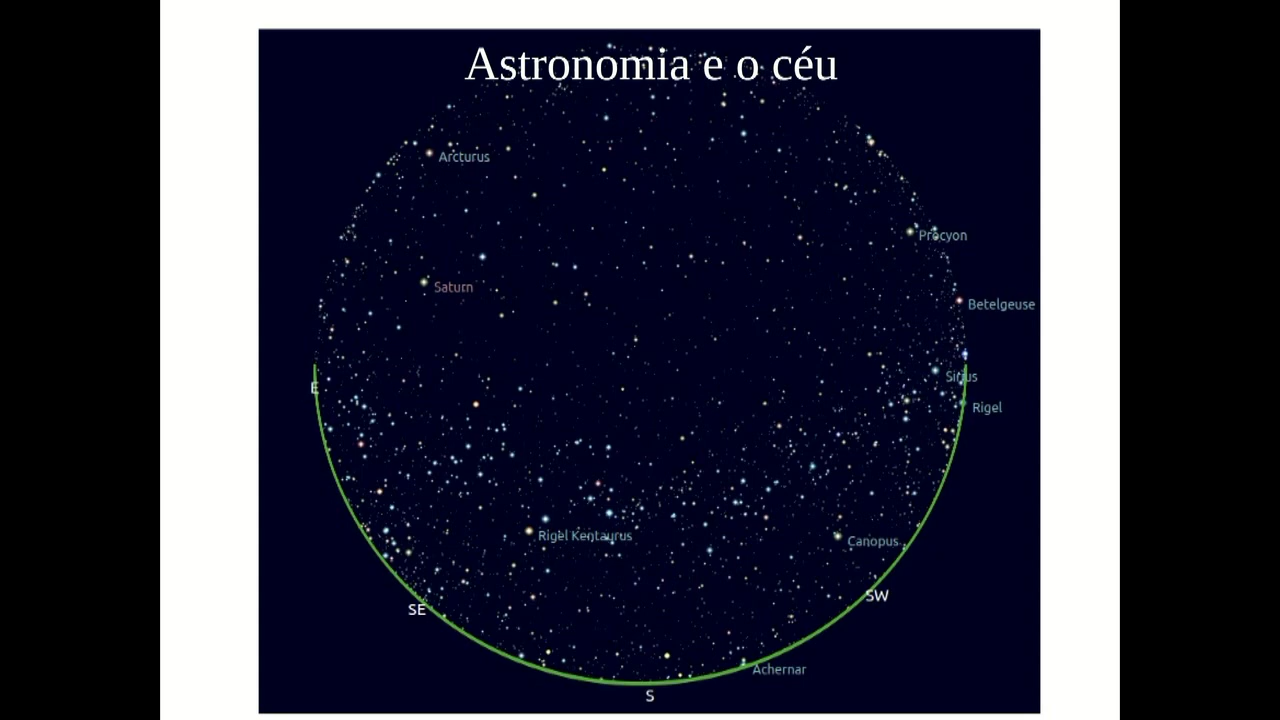 Astronomia e o céu
Arcturus
Procyon
Saturn
Betelgeuse
E
Sirius
Rigel
Rigel Kentaurus
Canopus
SE
SW
Achernar
S